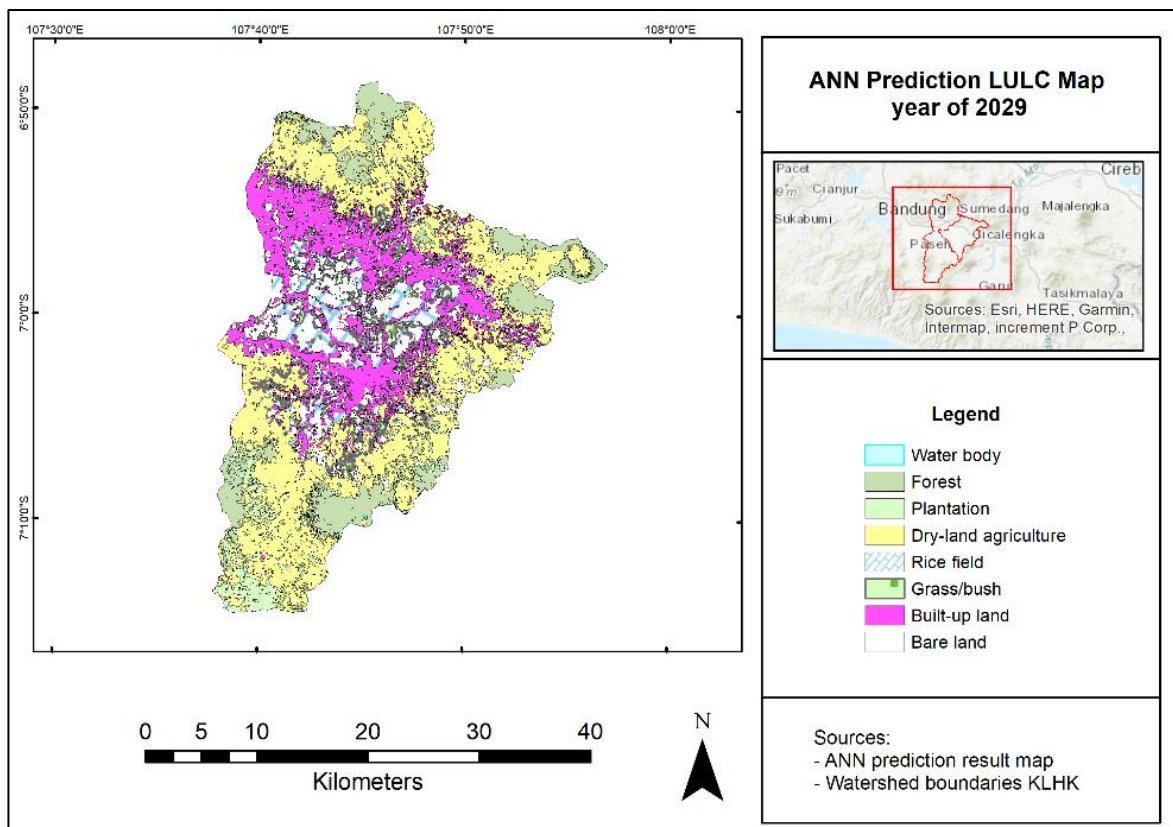 107°30'0"E
107°40'0"E
107°50'0"E
108°0'0"E
6°50'0"S
7°0'0"S
7°10'0"S
0 5 10 20 30 40
Kilometers
N
ANN Prediction LULC Map
year of 2029
Pacet
Cireb
Cianjur
Bandung
Sumedang
Majalengka
Sukabumi
Paseh
Cicalengka
Garut
Tasikmalaya
Sources: Esri, HERE, Garmin,
Intermap, increment P Corp.,
Legend
Water body
Forest
Plantation
Dry-land agriculture
Rice field
Grass/bush
Built-up land
Bare land
Sources:
- ANN prediction result map
- Watershed boundaries KLHK